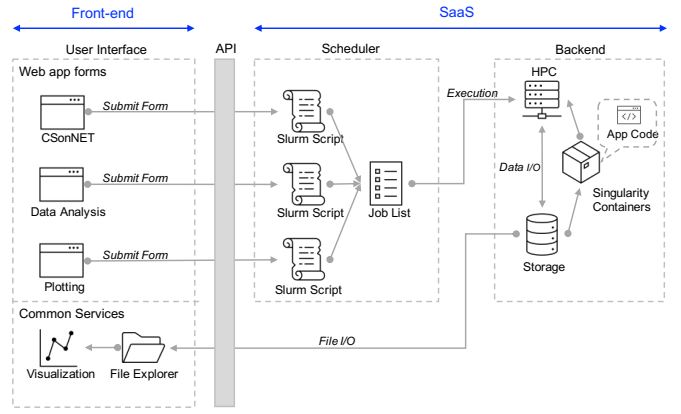 Front-end
SaaS
User Interface
API
Scheduler
Backend
Web app forms
Submit Form
CSonNET
Slurm Script
Execution
HPC
</>
App Code
Submit Form
Data Analysis
Slurm Script
Job List
Data I/O
Singularity
Containers
Submit Form
Plotting
Slurm Script
Storage
Common Services
File I/O
Visualization
File Explorer